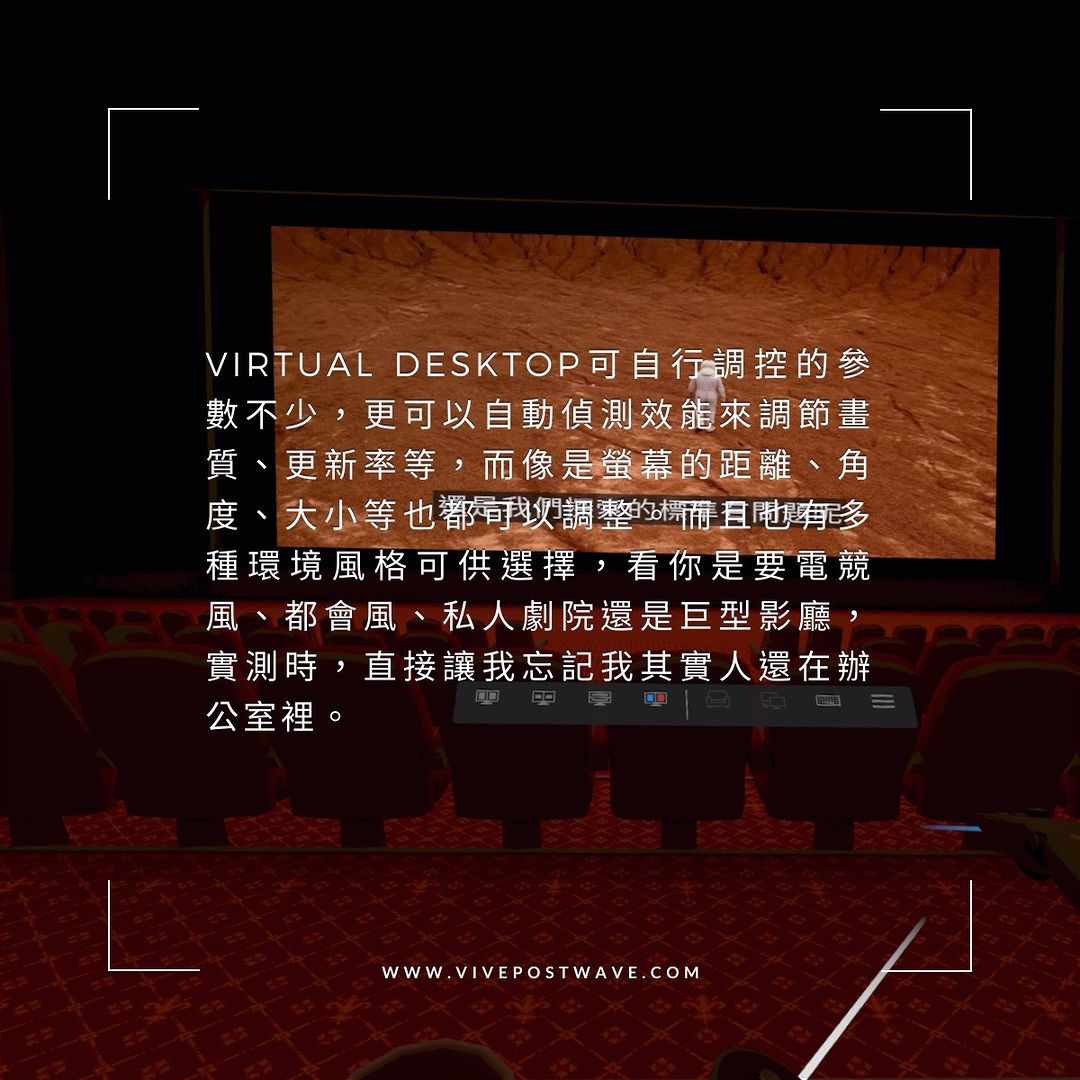 VIRTUAL DESKTOP可自行調控的參
數不少，更可以自動偵測效能來調節畫
質、更新率等，而像是螢幕的距離、角
度、大小等也都可以調整。而且也有多
種環境風格可供選擇，看你是要電競
風、都會風、私人劇院還是巨型影廳，
實測時，直接讓我忘記我其實人還在辦
公室裡。
WWW.VIVEPOSTWAVE.COM